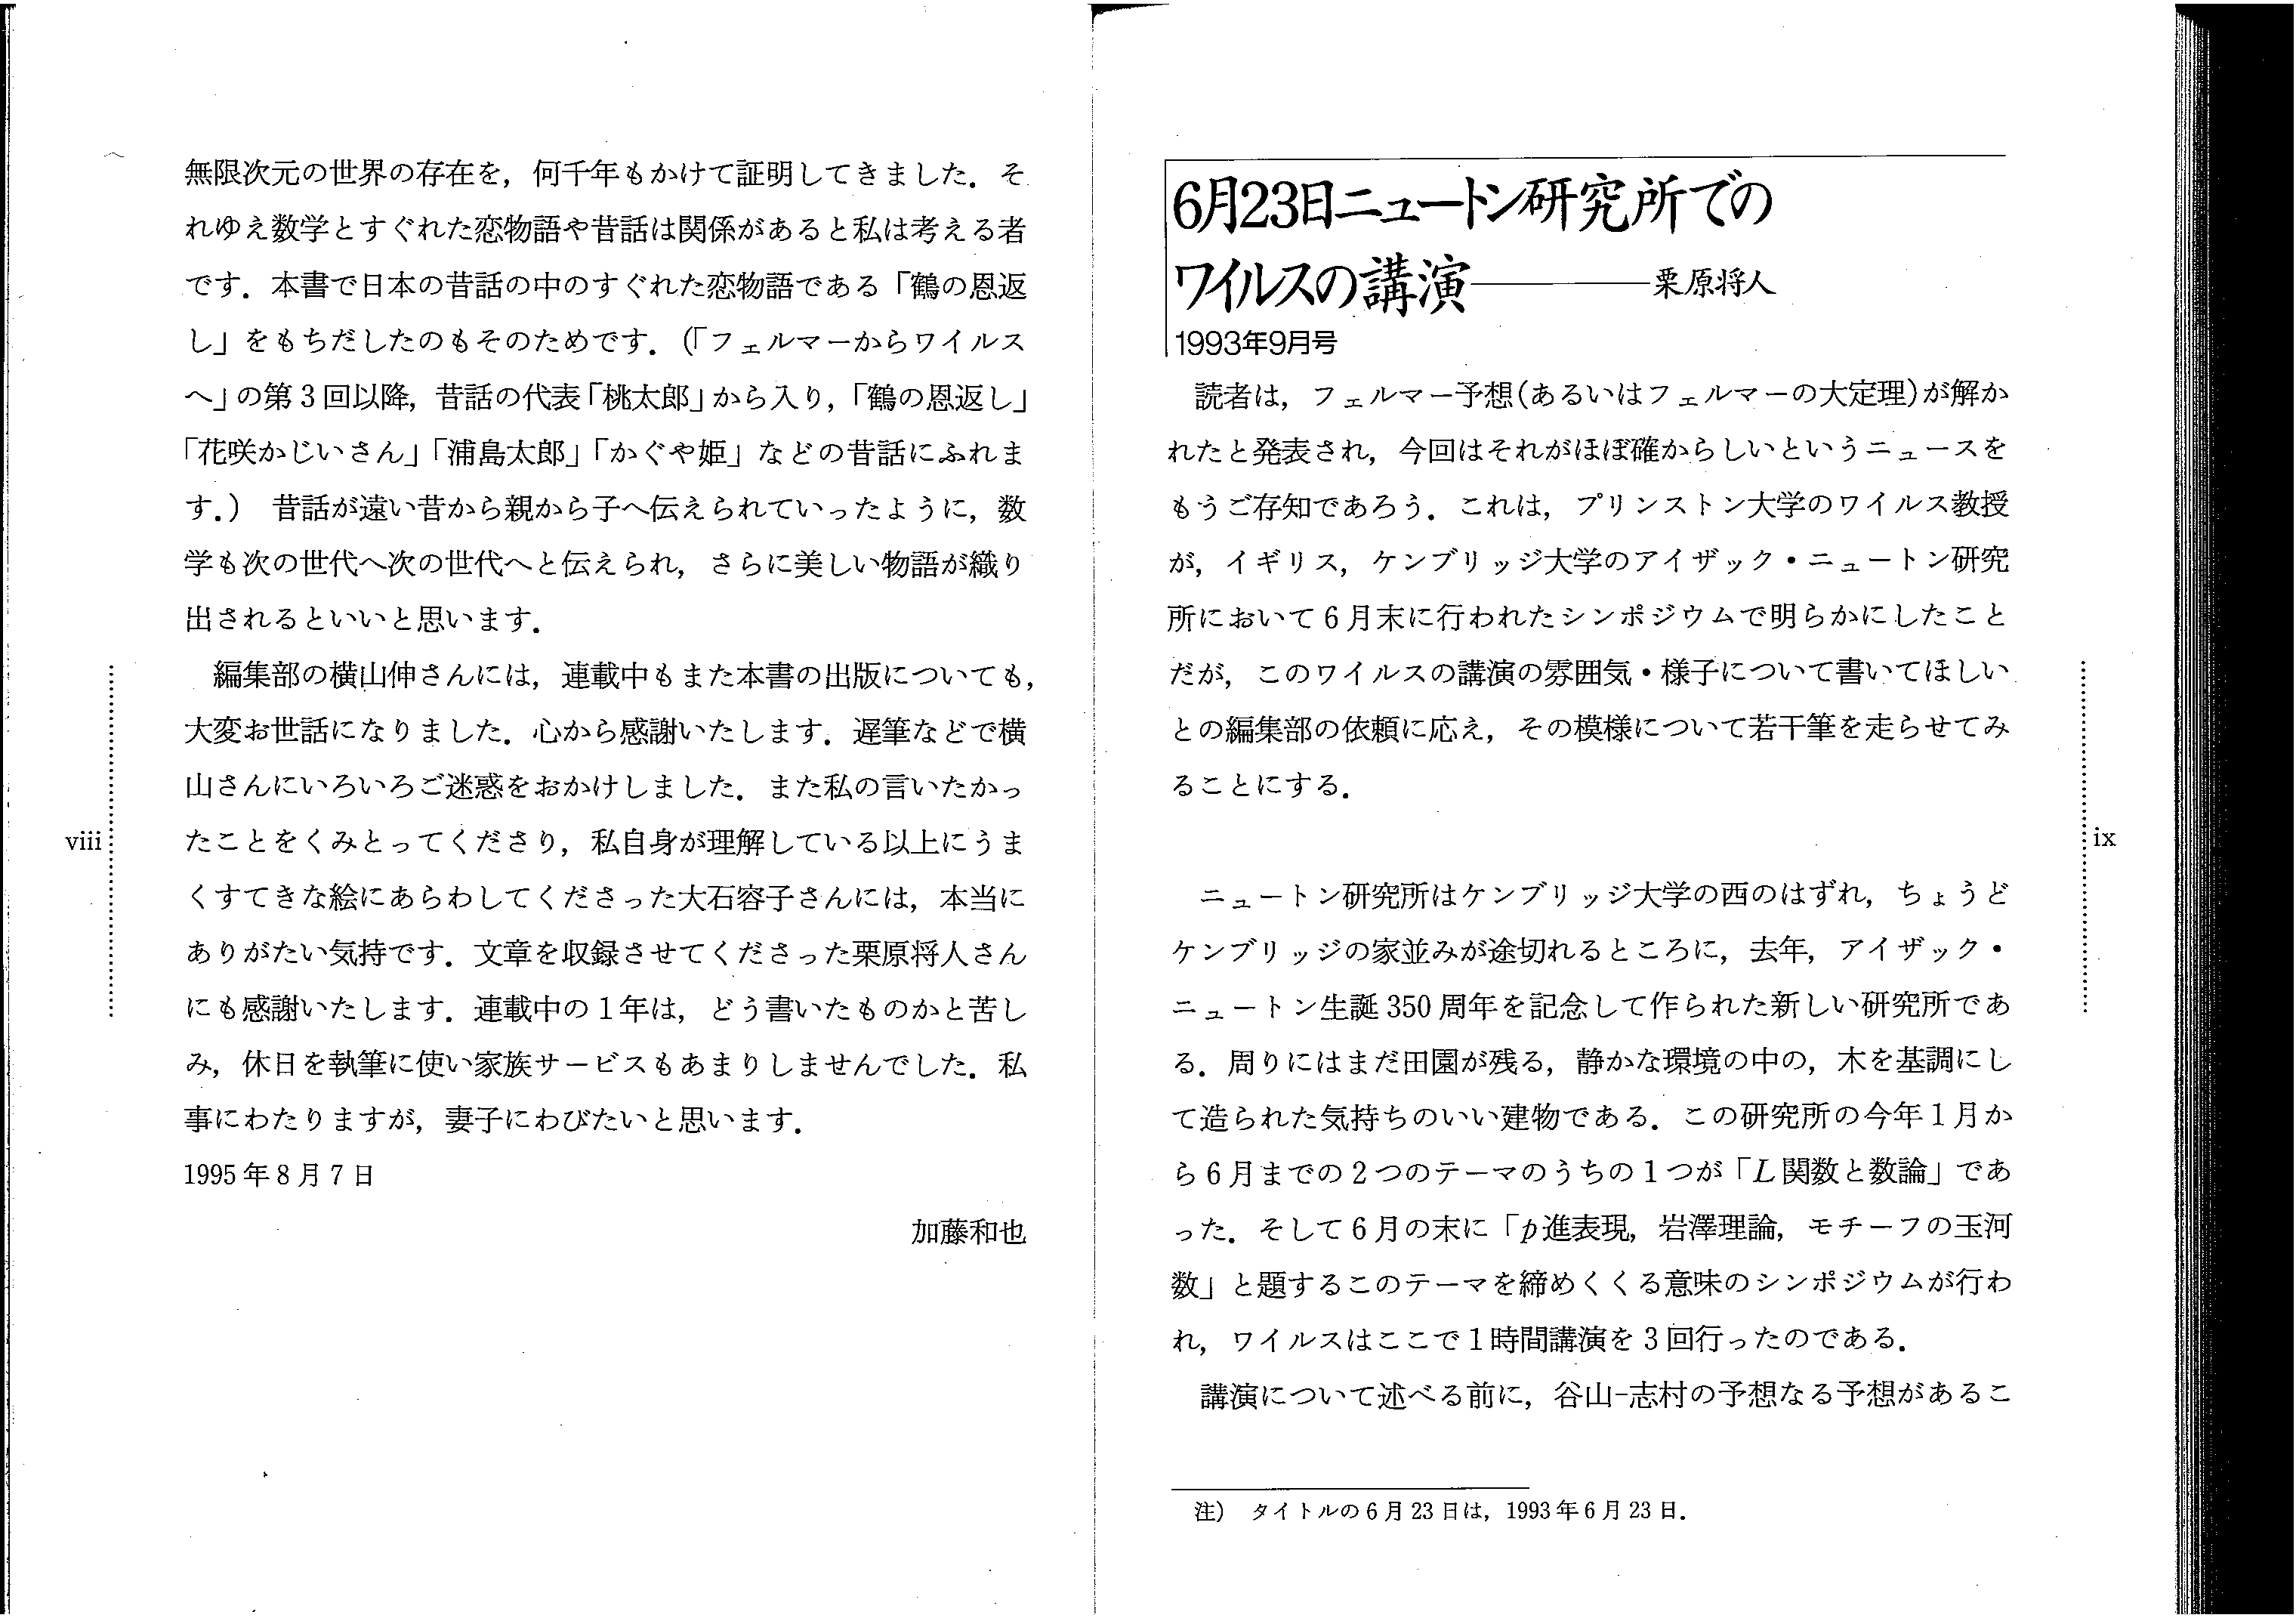 無限次元の世界の存在を，何千年もかけて証明してきました．そ
れゆえ数学とすぐれた恋物語や昔話は関係があると私は考える者
です．本書で日本の昔話の中のすぐれた恋物語である「鶴の恩返
し」をもちだしたのもそのためです．(「フェルマーからワイルス
へ」の第3回以降，昔話の代表「桃太郎」から入り，「鶴の恩返し」
「花咲かじいさん」「浦島太郎」「かぐや姫」などの昔話にふれま
す．)　昔話が遠い昔から親から子へ伝えられていったように，数
学も次の世代へ次の世代へと伝えられ，さらに美しい物語が織り
出されるといいと思います．
編集部の横山伸さんには，連載中もまた本書の出版についても，
大変お世話になりました．心から感謝いたします．遅筆などで横
山さんにいろいろご迷惑をおかけしました．また私の言いたかっ
たことをくみとってくださり，私自身が理解している以上にうま
くすてきな絵にあらわしてくださった大石容子さんには，本当に
ありがたい気持です．文章を収録させてくださった栗原将人さん
にも感謝いたします．連載中の1年は，どう書いたものかと苦し
み，休日を執筆に使い家族サービスもあまりしませんでした．私
事にわたりますが，妻子にわびたいと思います．
1995年8月7日
加藤和也
viii
6月23日ニュートン研究所での
ワイルスの講演────栗原将人
1993年9月号
読者は，フェルマー予想(あるいはフェルマーの大定理)が解か
れたと発表され，今回はそれがほぼ確からしいというニュースを
もうご存知であろう．これは，プリンストン大学のワイルス教授
が，イギリス，ケンブリッジ大学のアイザック・ニュートン研究
所において6月末に行われたシンポジウムで明らかにしたこと
だが，このワイルスの講演の雰囲気・様子について書いてほしい
との編集部の依頼に応え，その模様について若干筆を走らせてみ
ることにする．
ニュートン研究所はケンブリッジ大学の西のはずれ，ちょうど
ケンブリッジの家並みが途切れるところに，去年，アイザック・
ニュートン生誕350周年を記念して作られた新しい研究所であ
る．周りにはまだ田園が残る，静かな環境の中の，木を基調にし
て造られた気持ちのいい建物である．この研究所の今年1月か
ら6月までの2つのテーマのうちの1つが「L関数と数論」であ
った．そして6月の末に「p進表現，岩澤理論，モチーフの玉河
数」と題するこのテーマを締めくくる意味のシンポジウムが行わ
れ，ワイルスはここで1時間講演を3回行ったのである．
講演について述べる前に，谷山-志村の予想なる予想があるこ
注)　タイトルの6月23日は，1993年6月23日．
ix